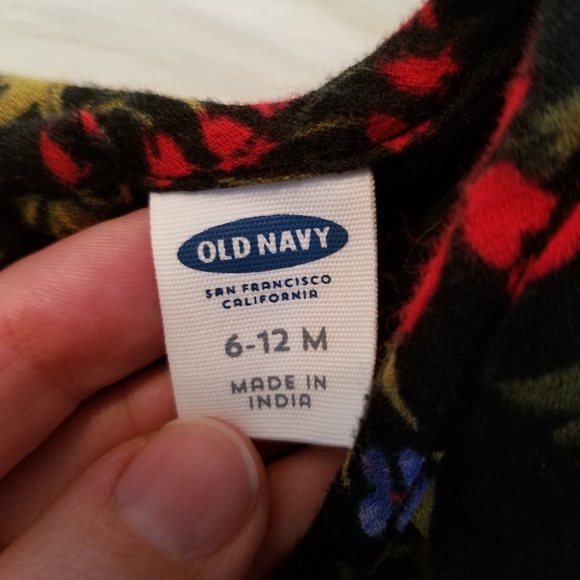 OLD NAVY
SAN FRANCISCO
CALIFORNIA
6-12 M
MADE IN
INDIA